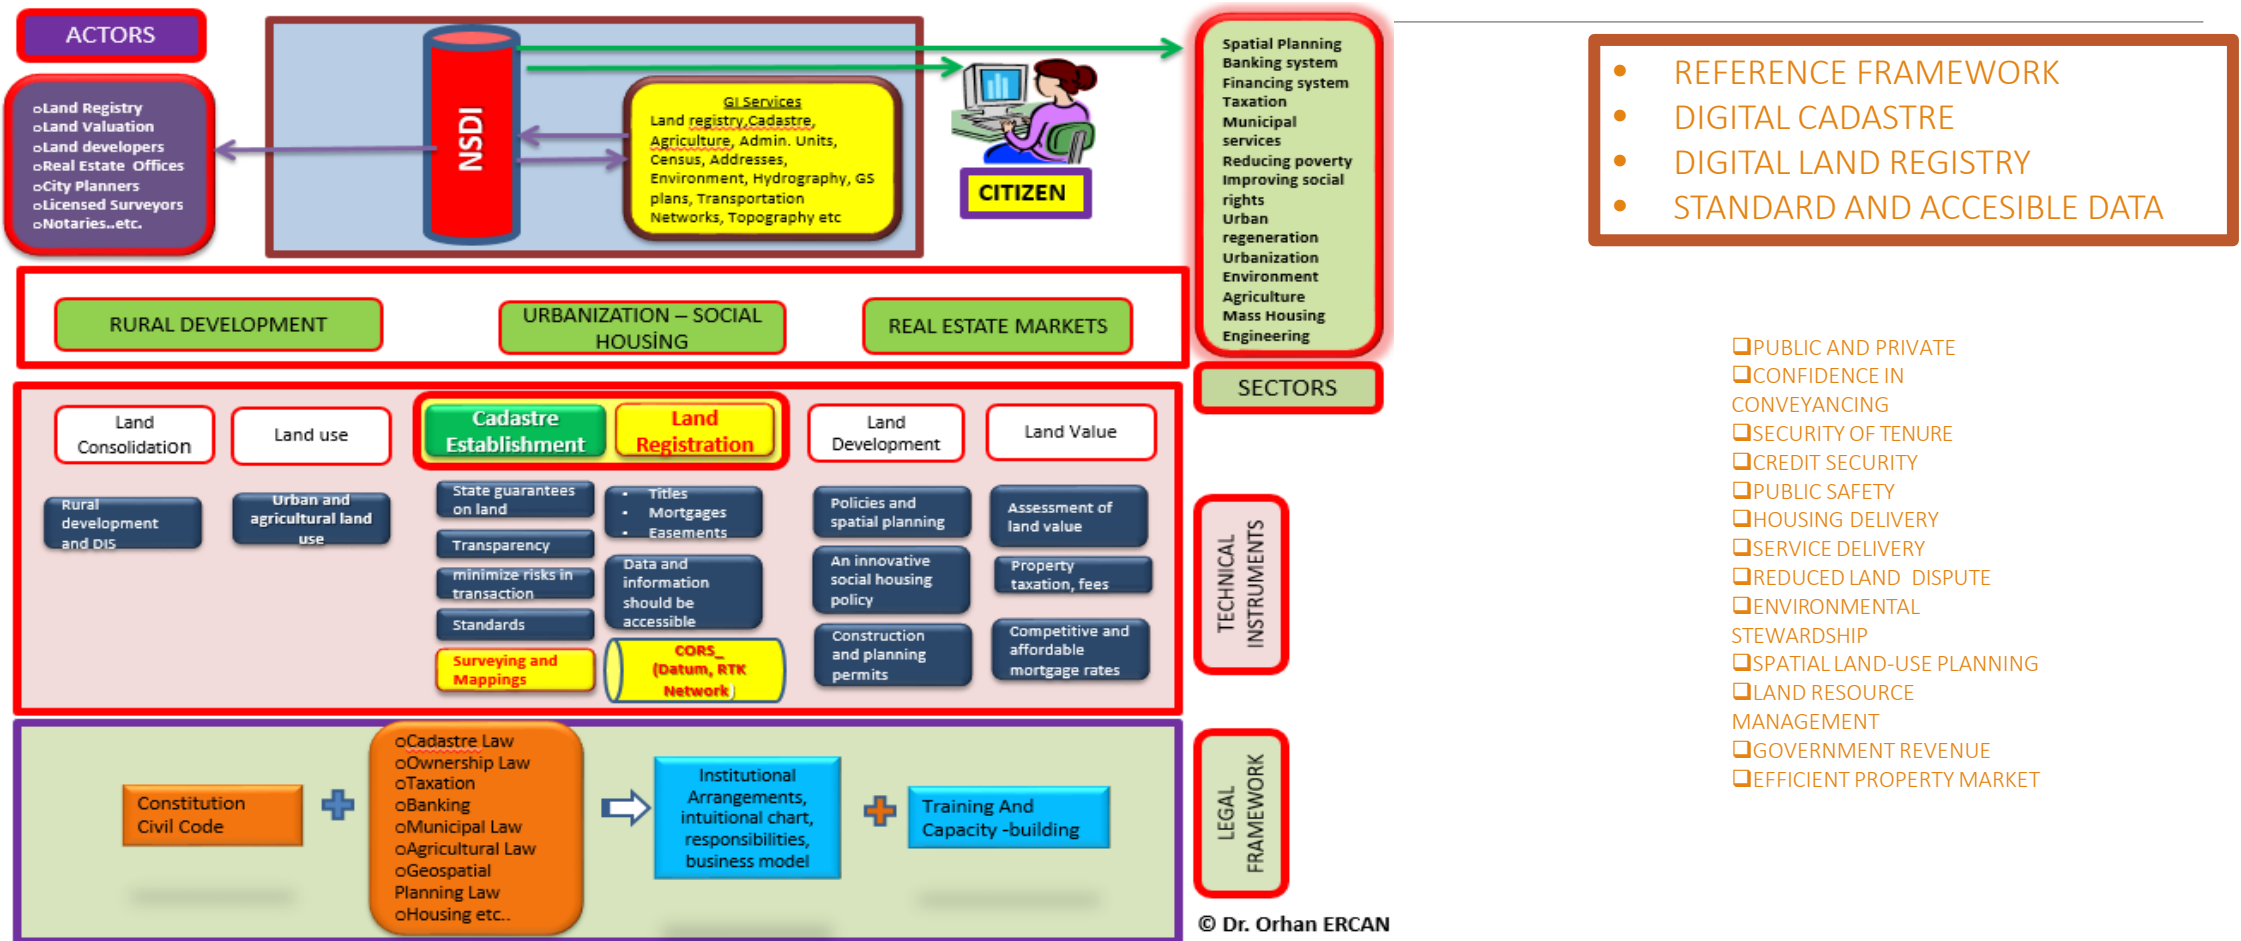 ACTORS
oLand Registry
oLand Valuation
oLand developers
oReal Estate Offices
oCity Planners
oLicensed Surveyors
oNotaries..etc.
NSDI
GI Services
Land registry,Cadastre,
Agriculture, Admin. Units,
Census, Addresses,
Environment, Hydrography, GS
plans, Transportation
Networks, Topography etc
CITIZEN
Spatial Planning
Banking system
Financing system
Taxation
Municipal
services
Reducing poverty
Improving social
rights
Urban
regeneration
Urbanization
Environment
Agriculture
Mass Housing
Engineering
SECTORS
RURAL DEVELOPMENT
URBANIZATION – SOCIAL
HOUSİNG
REAL ESTATE MARKETS
Land
Consolidation
Land use
Cadastre
Establishment
Land
Registration
Land
Development
Land Value
Rural
development
and DIS
Urban and
agricultural land
use
State guarantees
on land
Transparency
minimize risks in
transaction
Standards
Surveying and
Mappings
• Titles
• Mortgages
• Easements
Data and
information
should be
accessible
CORS_
(Datum, RTK
Network)
Policies and
spatial planning
An innovative
social housing
policy
Construction
and planning
permits
Assessment of
land value
Property
taxation, fees
Competitive and
affordable
mortgage rates
TECHNICAL
INSTRUMENTS
Constitution
Civil Code
oCadastre Law
oOwnership Law
oTaxation
oBanking
oMunicipal Law
oAgricultural Law
oGeospatial
Planning Law
oHousing etc..
Institutional
Arrangements,
intuitional chart,
responsibilities,
business model
Training And
Capacity -building
LEGAL
FRAMEWORK
© Dr. Orhan ERCAN
• REFERENCE FRAMEWORK
• DIGITAL CADASTRE
• DIGITAL LAND REGISTRY
• STANDARD AND ACCESIBLE DATA
❑PUBLIC AND PRIVATE
❑CONFIDENCE IN
CONVEYANCING
❑SECURITY OF TENURE
❑CREDIT SECURITY
❑PUBLIC SAFETY
❑HOUSING DELIVERY
❑SERVICE DELIVERY
❑REDUCED LAND DISPUTE
❑ENVIRONMENTAL
STEWARDSHIP
❑SPATIAL LAND-USE PLANNING
❑LAND RESOURCE
MANAGEMENT
❑GOVERNMENT REVENUE
❑EFFICIENT PROPERTY MARKET